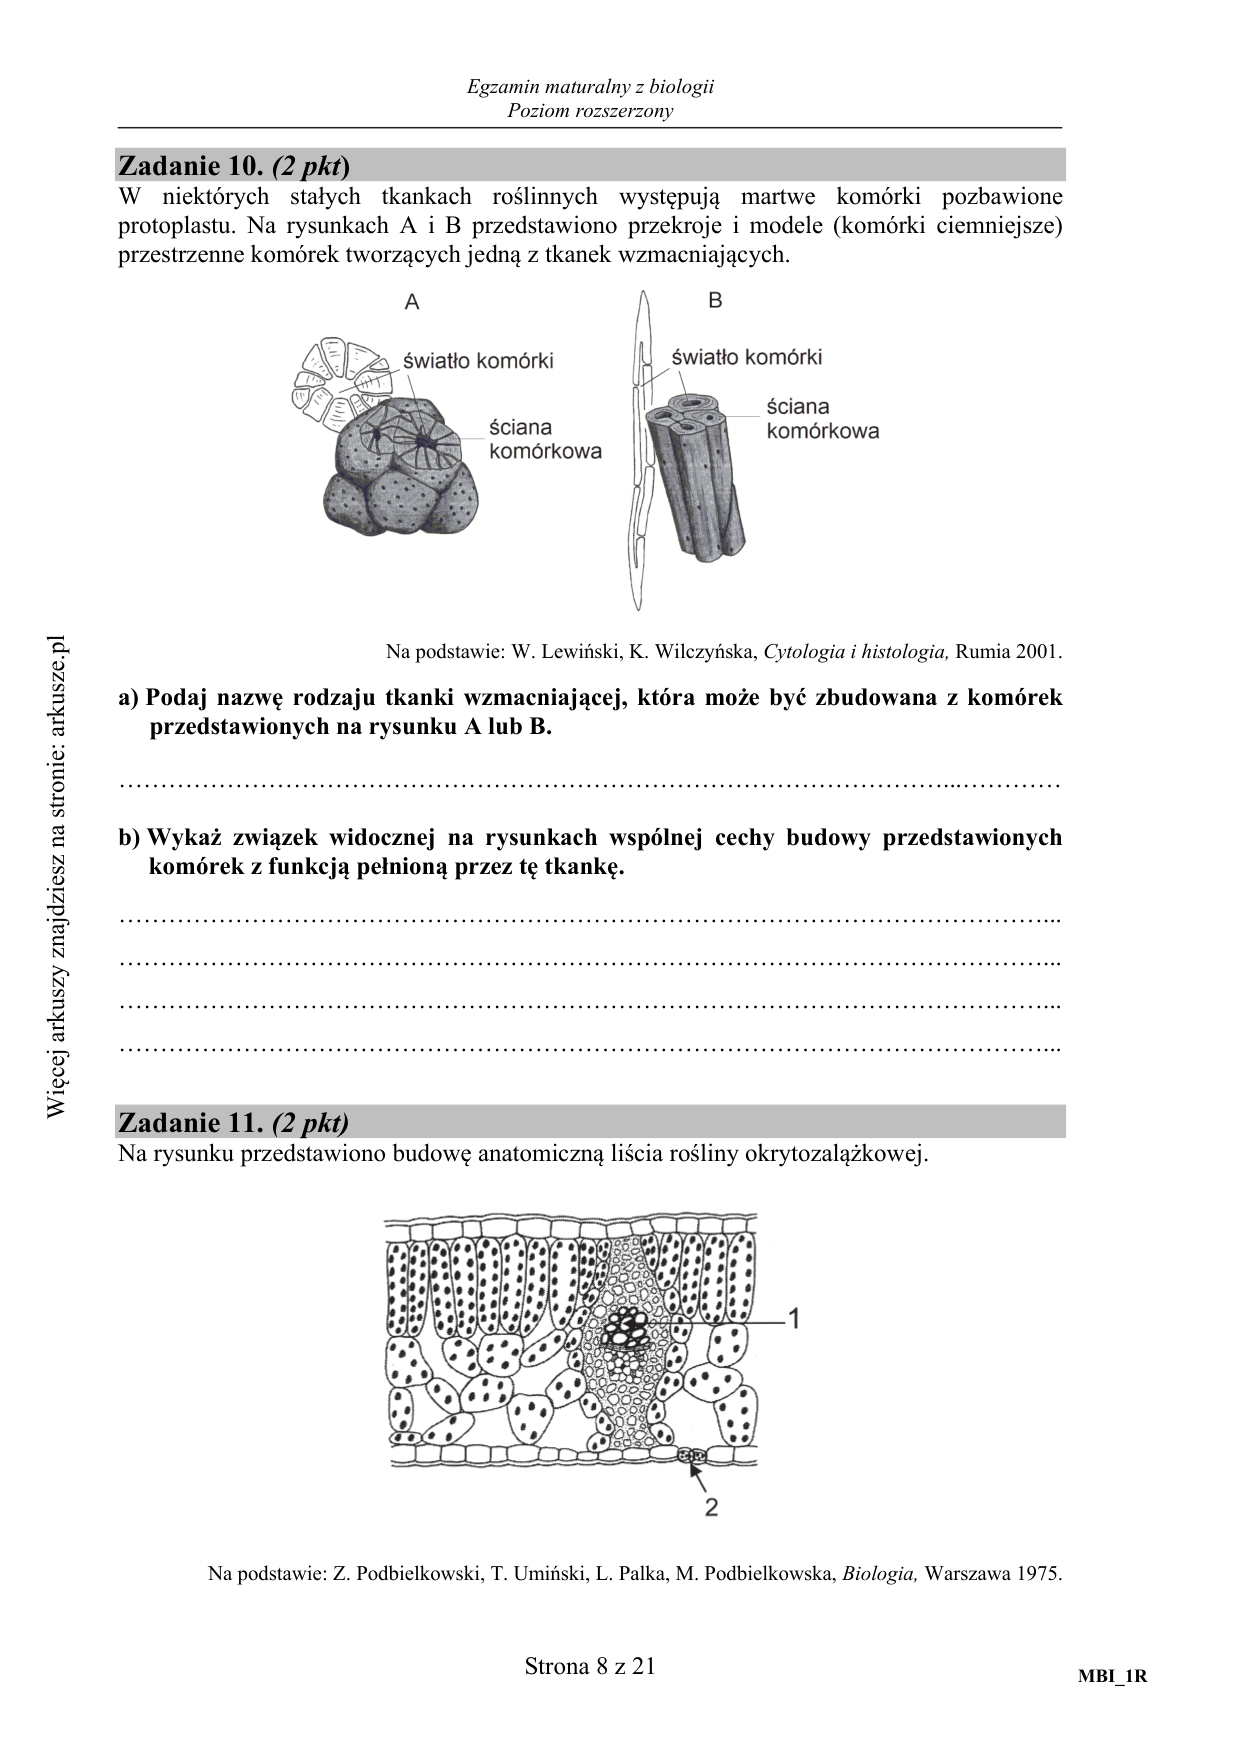 Egzamin maturalny z biologii
Poziom rozszerzony
Zadanie 10. (2 pkt)
W niektórych stałych tkankach roślinnych występują martwe komórki pozbawione
protoplastu. Na rysunkach A i B przedstawiono przekroje i modele (komórki ciemniejsze)
przestrzenne komórek tworzących jedną z tkanek wzmacniających.
A
B
światło komórki
ściana
komórkowa
światło komórki
ściana
komórkowa
Na podstawie: W. Lewiński, K. Wilczyńska, Cytologia i histologia, Rumia 2001.
a) Podaj nazwę rodzaju tkanki wzmacniającej, która może być zbudowana z komórek
przedstawionych na rysunku A lub B.
b) Wykaż związek widocznej na rysunkach wspólnej cechy budowy przedstawionych
komórek z funkcją pełnioną przez tę tkankę.
Zadanie 11. (2 pkt)
Na rysunku przedstawiono budowę anatomiczną liścia rośliny okrytozalążkowej.
1
2
Na podstawie: Z. Podbielkowski, T. Umiński, L. Palka, M. Podbielkowska, Biologia, Warszawa 1975.
Strona 8 z 21
MBI_1R
Więcej arkuszy znajdziesz na stronie: arkusze.pl